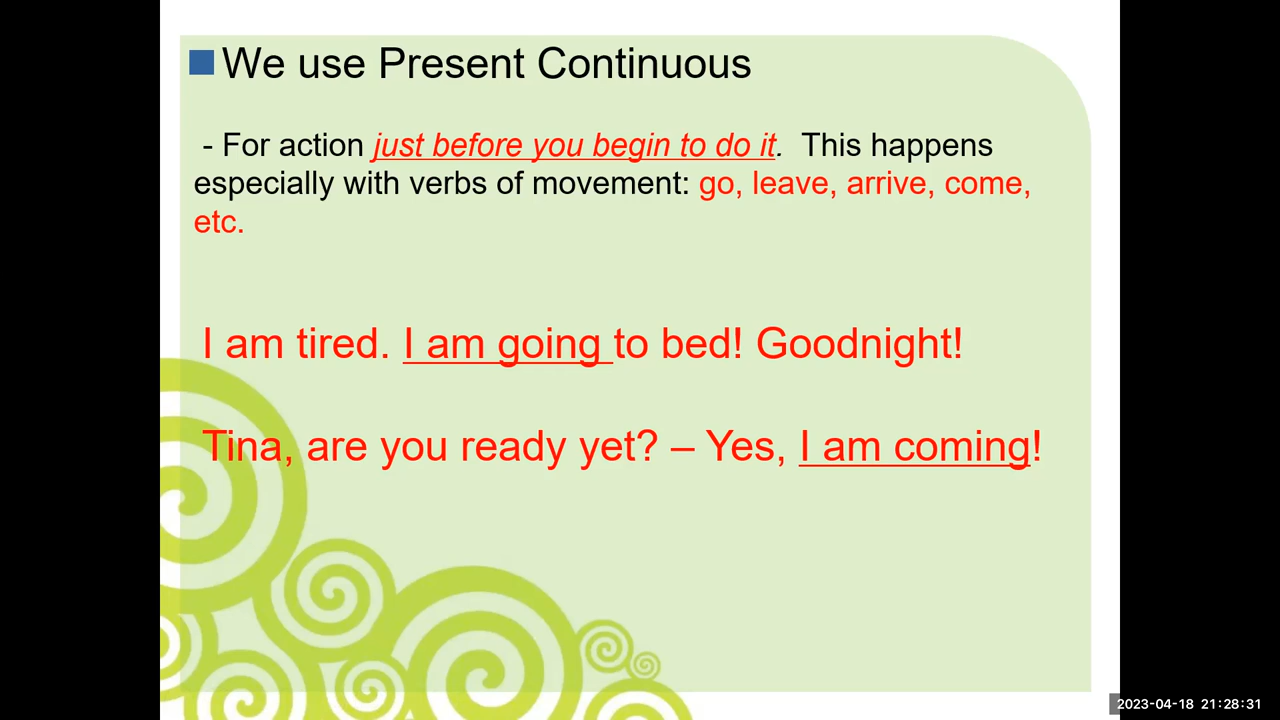 We use Present Continuous
- For action just before you begin to do it. This happens
especially with verbs of movement: go, leave, arrive, come,
etc.
I am tired. I am going to bed! Goodnight!
Tina, are you ready yet? – Yes, I am coming!
2023-04-18 21:28:31